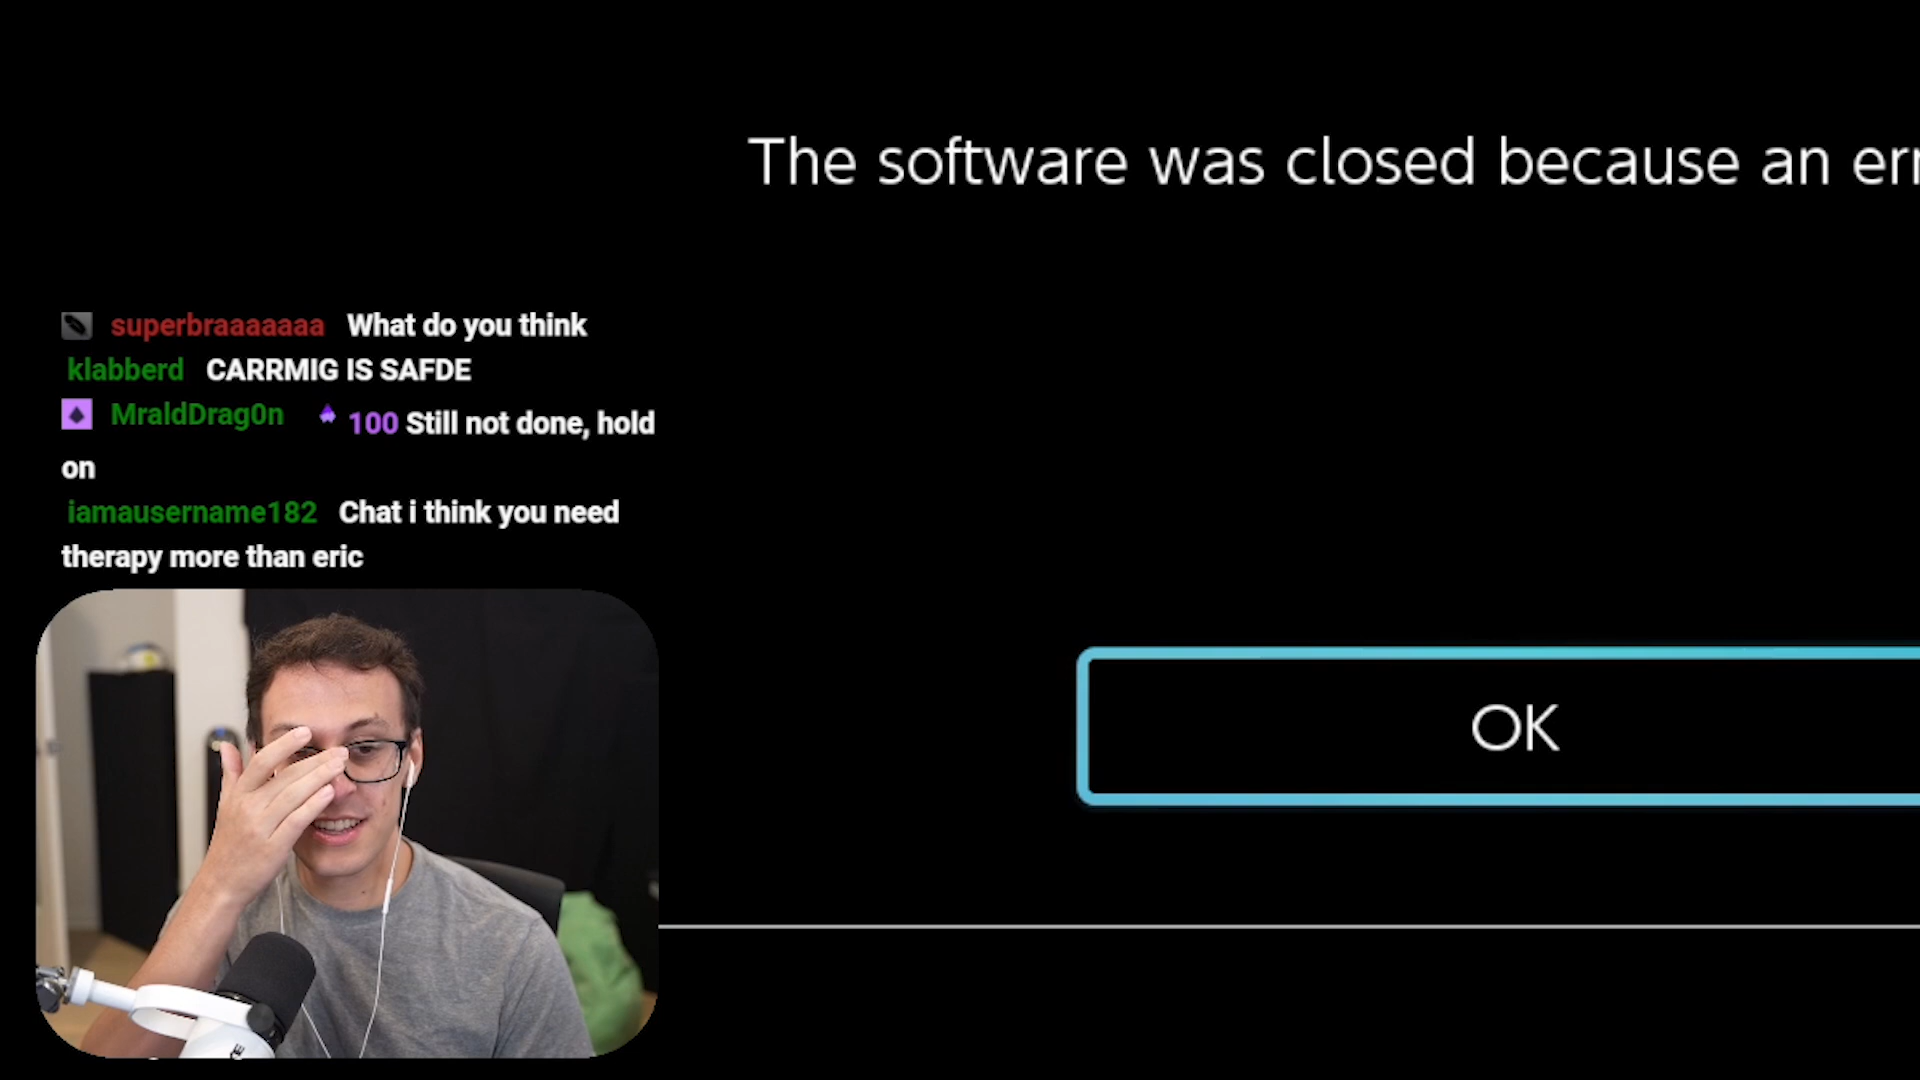 The software was closed because an err
superbraaaaaaa What do you think
klabberd CARRMIG IS SAFDE
MraldDrag0n 100 Still not done, hold
on
iamausername182 Chat i think you need
therapy more than eric
OK